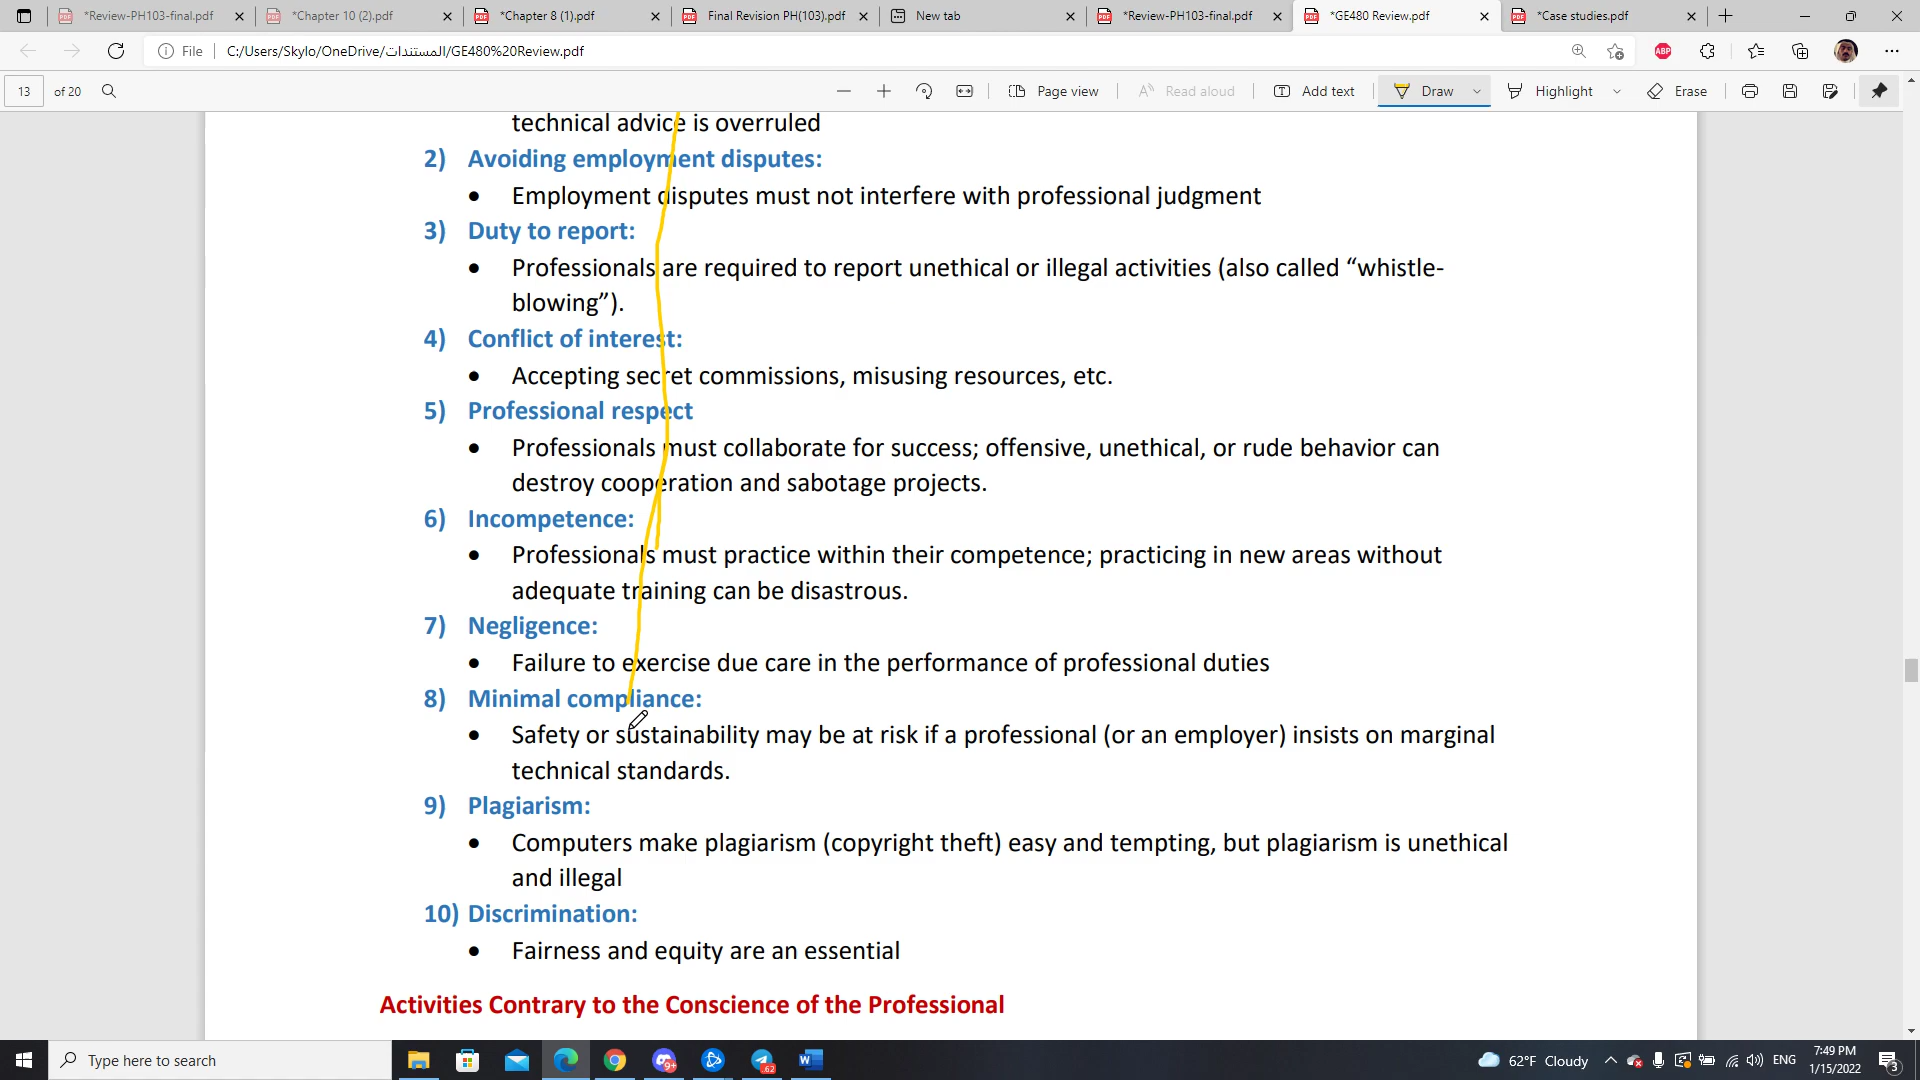 *Review-PH103-final.pdf
*Chapter 10 (2).pdf
*Chapter 8 (1).pdf
Final Revision PH(103).pdf
New tab
*Review-PH103-final.pdf
*GE480 Review.pdf
*Case studies.pdf
File
C:/Users/Skylo/OneDrive/المستندات/GE480%20Review.pdf
ABP
13 of 20
Page view
Read aloud
Add text
Draw
Highlight
Erase
technical advice is overruled
2) Avoiding employment disputes:
• Employment disputes must not interfere with professional judgment
3) Duty to report:
• Professionals are required to report unethical or illegal activities (also called “whistle-
blowing”).
4) Conflict of interest:
• Accepting secret commissions, misusing resources, etc.
5) Professional respect
• Professionals must collaborate for success; offensive, unethical, or rude behavior can
destroy cooperation and sabotage projects.
6) Incompetence:
• Professionals must practice within their competence; practicing in new areas without
adequate training can be disastrous.
7) Negligence:
• Failure to exercise due care in the performance of professional duties
8) Minimal compliance:
• Safety or sustainability may be at risk if a professional (or an employer) insists on marginal
technical standards.
9) Plagiarism:
• Computers make plagiarism (copyright theft) easy and tempting, but plagiarism is unethical
and illegal
10) Discrimination:
• Fairness and equity are an essential
Activities Contrary to the Conscience of the Professional
Type here to search
9+
62
62°F Cloudy
ENG
7:49 PM
1/15/2022
3